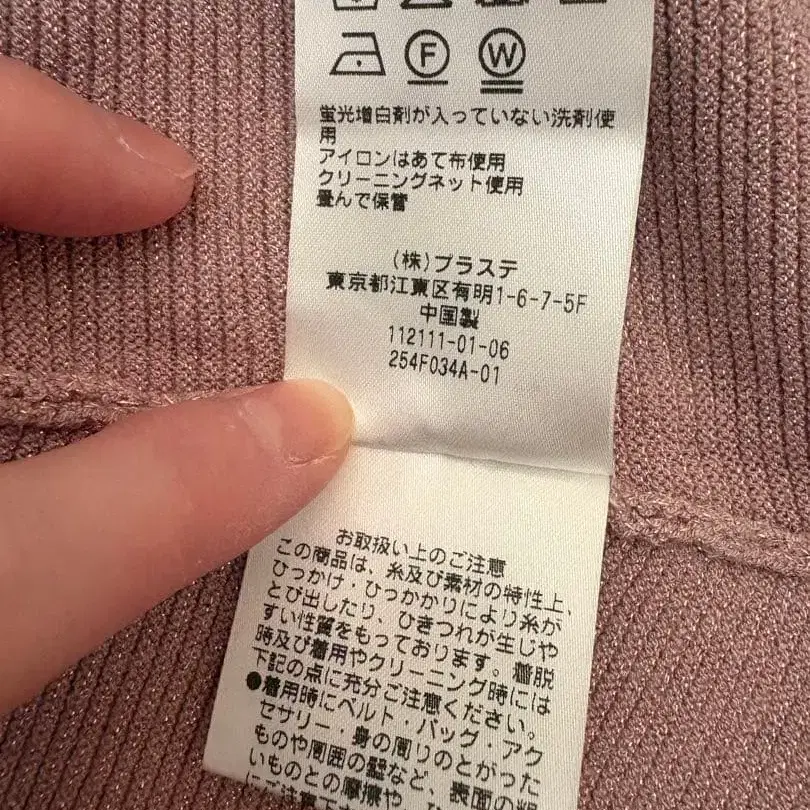 F W
蛍光増白剤が入っていない洗剤使
用
アイロンはあて布使用
クリーニングネット使用
畳んで保管
(株)プラステ
東京都江東区有明1-6-7-5F
中国製
112111-01-06
254F034A-01
お取扱い上のご注意
この商品は、糸及び素材の特性上、
ひっかけ・ひっかかりにより糸が
とび出したり、ひきつれが生じや
すい性質をもっております。着脱
時及び着用やクリーニング時には
下記の点に充分ご注意ください。
●着用時にベルト・バッグ・アク
セサリー・身の周りのとがった
ものや周囲の壁など、表面の粗
いものとの摩擦や
にご注意下